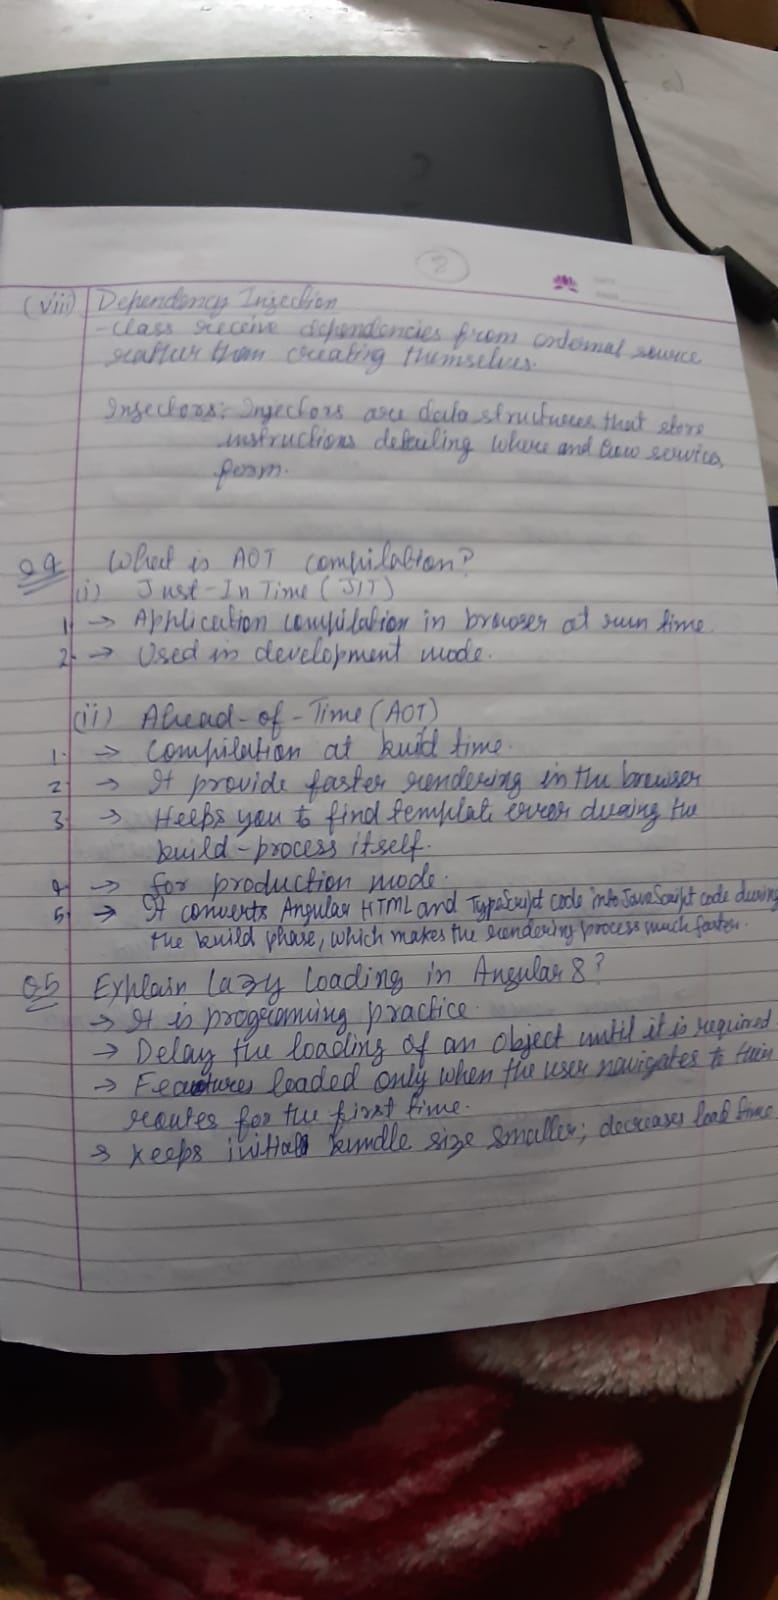 2
(viii) Dependency Injection
- Class receive dependencies from external source
rather than creating themselves.
Injectors: Injectors are data structures that store
instructions detailing where and how services
form.
Q4 What is AOT compilation?
(i) Just-In Time (JIT)
1. → Application compilation in browser at run time.
2. → Used in development mode.
(ii) Ahead-of-Time (AOT)
1. → Compilation at build time.
2. → It provide faster rendering in the browser
3. → Helps you to find template error during the
build-process itself.
4. → for production mode.
5. → It converts Angular HTML and TypeScript code into JavaScript code during
the build phase, which makes the rendering process much faster.
Q5 Explain lazy loading in Angular 8?
→ It is programing practice.
→ Delay the loading of an object until it is required
→ Features loaded only when the user navigates to their
routes for the first time.
→ Keeps initial bundle size smaller; decreases load time.